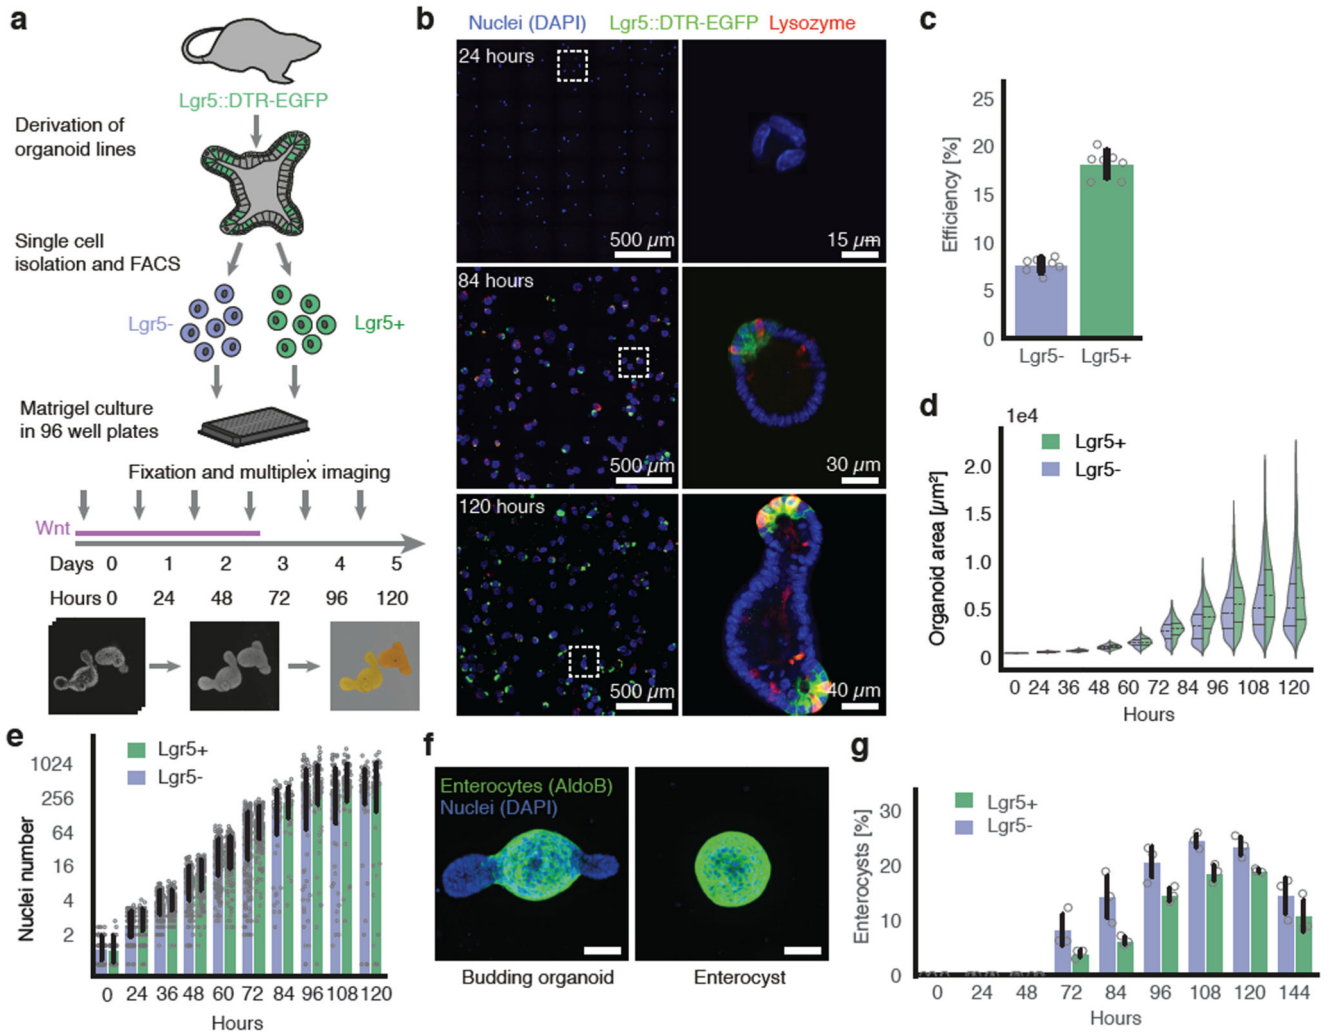 a
Lgr5::DTR-EGFP
Derivation of
organoid lines
Single cell
isolation and FACS
Lgr5-
Lgr5+
Matrigel culture
in 96 well plates
Fixation and multiplex imaging
Wnt
Days 0 1 2 3 4 5
Hours 0 24 48 72 96 120
b
Nuclei (DAPI) Lgr5::DTR-EGFP Lysozyme
24 hours
500 µm
15 µm
84 hours
500 µm
30 µm
120 hours
500 µm
40 µm
c
Efficiency [%]
25
20
15
10
5
0
Lgr5- Lgr5+
d
1e4
Lgr5+
Lgr5-
Organoid area [µm²]
2.0
1.5
1.0
0.5
0
0 24 36 48 60 72 84 96 108 120
Hours
e
Lgr5+
Lgr5-
Nuclei number
1024
256
64
16
4
2
0 24 36 48 60 72 84 96 108 120
Hours
f
Enterocytes (AldoB)
Nuclei (DAPI)
Budding organoid
Enterocyst
g
Lgr5+
Lgr5-
Enterocysts [%]
30
20
10
0
0 24 48 72 84 96 108 120 144
Hours